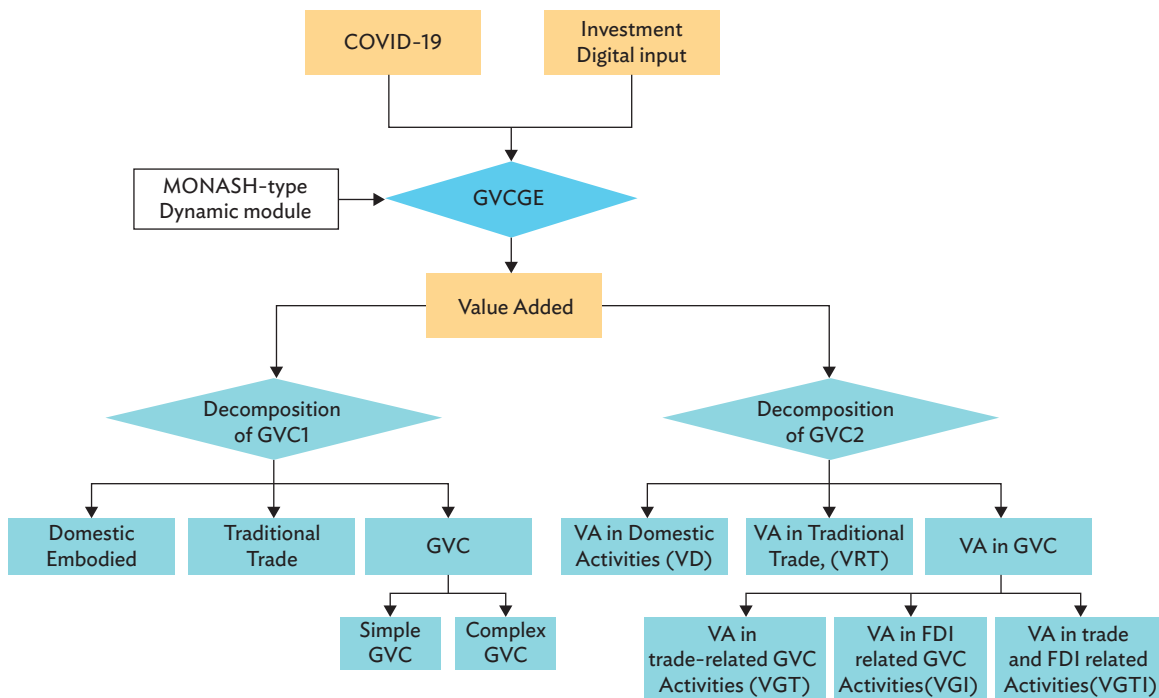 COVID-19
Investment
Digital input
MONASH-type
Dynamic module
GVCGE
Value Added
Decomposition
of GVC1
Decomposition
of GVC2
Domestic
Embodied
Traditional
Trade
GVC
VA in Domestic
Activities (VD)
VA in Traditional
Trade, (VRT)
VA in GVC
Simple
GVC
Complex
GVC
VA in
trade-related GVC
Activities (VGT)
VA in FDI
related GVC
Activities(VGI)
VA in trade
and FDI related
Activities(VGTI)